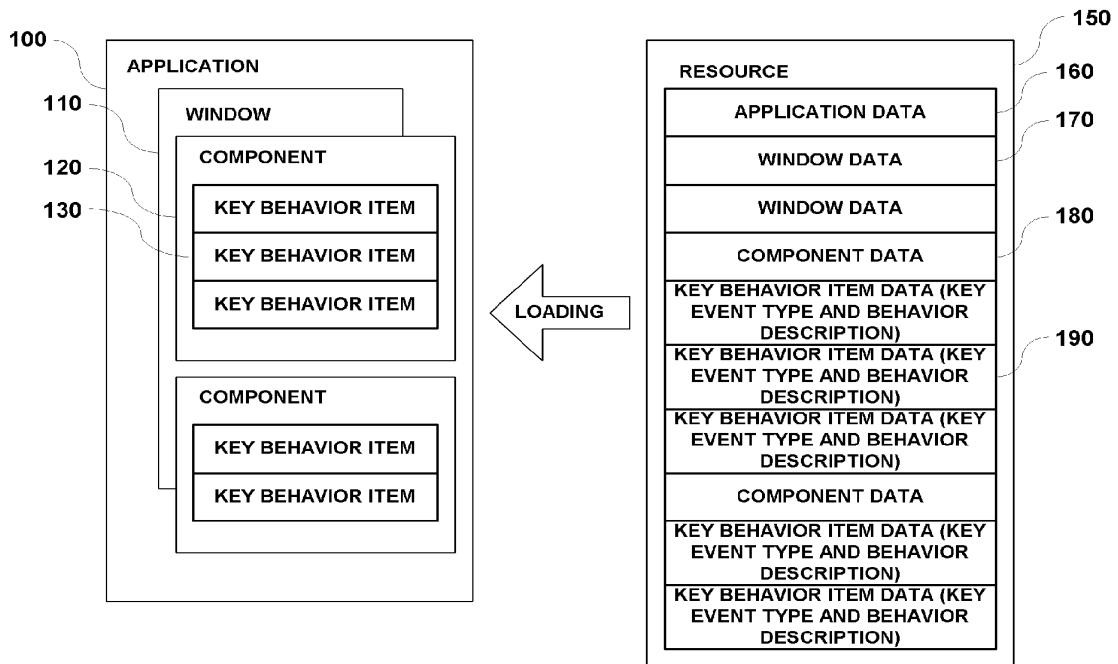 100
APPLICATION
110
WINDOW
COMPONENT
120
KEY BEHAVIOR ITEM
130
KEY BEHAVIOR ITEM
KEY BEHAVIOR ITEM
COMPONENT
KEY BEHAVIOR ITEM
KEY BEHAVIOR ITEM
LOADING
150
RESOURCE
160
APPLICATION DATA
170
WINDOW DATA
WINDOW DATA
180
COMPONENT DATA
KEY BEHAVIOR ITEM DATA (KEY
EVENT TYPE AND BEHAVIOR
DESCRIPTION)
190
KEY BEHAVIOR ITEM DATA (KEY
EVENT TYPE AND BEHAVIOR
DESCRIPTION)
KEY BEHAVIOR ITEM DATA (KEY
EVENT TYPE AND BEHAVIOR
DESCRIPTION)
COMPONENT DATA
KEY BEHAVIOR ITEM DATA (KEY
EVENT TYPE AND BEHAVIOR
DESCRIPTION)
KEY BEHAVIOR ITEM DATA (KEY
EVENT TYPE AND BEHAVIOR
DESCRIPTION)